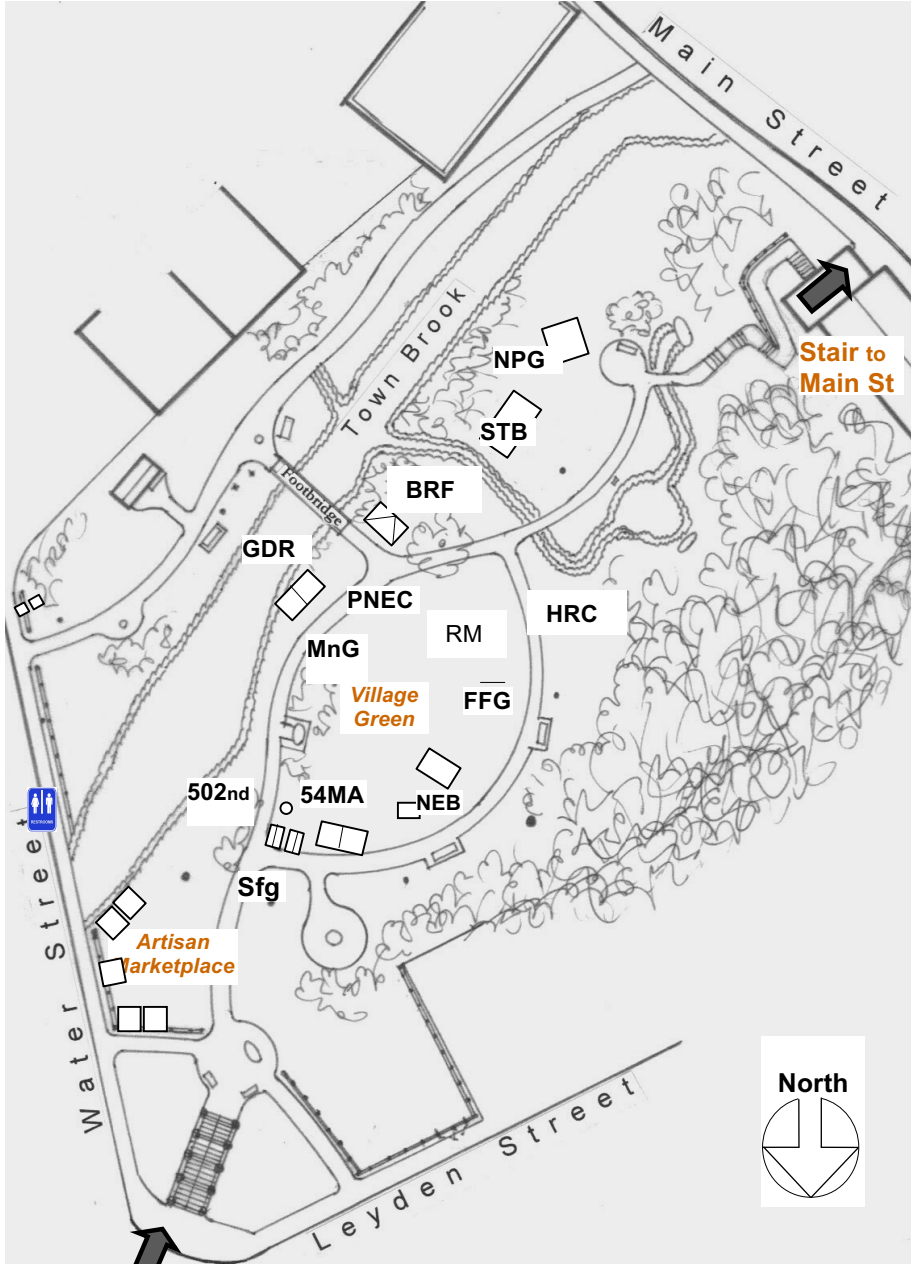 Main Street
Town Brook
NPG
Stair to
Main St
STB
BRF
Footbridge
GDR
PNEC
HRC
RM
MnG
Village
Green
FFG
502nd
54MA
NEB
RESTROOMS
Sfg
Artisan
Marketplace
Water Street
North
Leyden Street